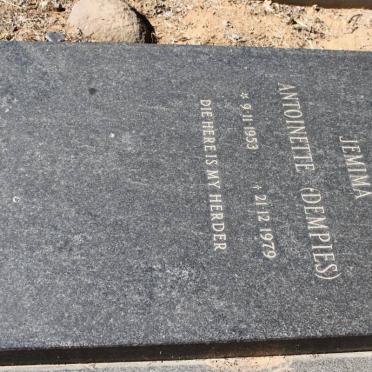 JEMIMA
ANTOINETTE (DEMPIES)
☆ 9·11·1953 + 21·12·1979
DIE HERE IS MY HERDER